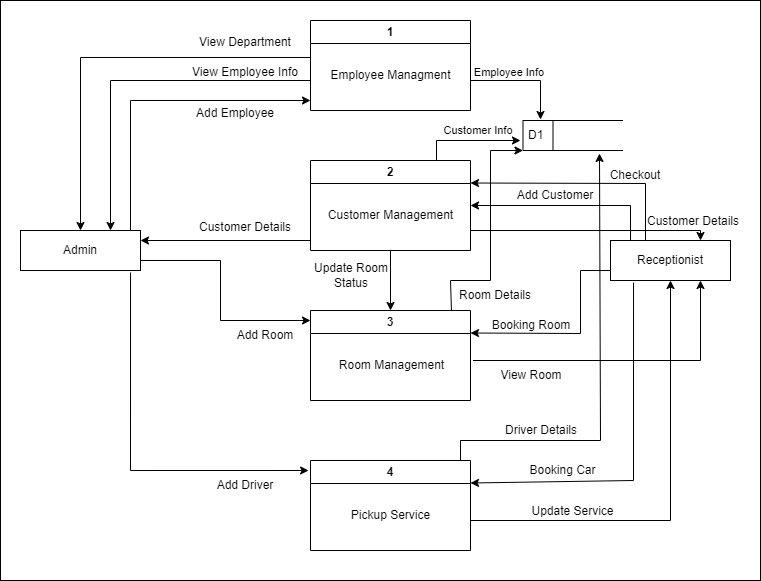 1
View Department
View Employee Info
Employee Managment
Employee Info
Add Employee
D1
Customer Info
2
Checkout
Add Customer
Customer Management
Customer Details
Customer Details
Admin
Receptionist
Update Room
Status
Room Details
3
Booking Room
Add Room
Room Management
View Room
Driver Details
4
Booking Car
Add Driver
Pickup Service
Update Service